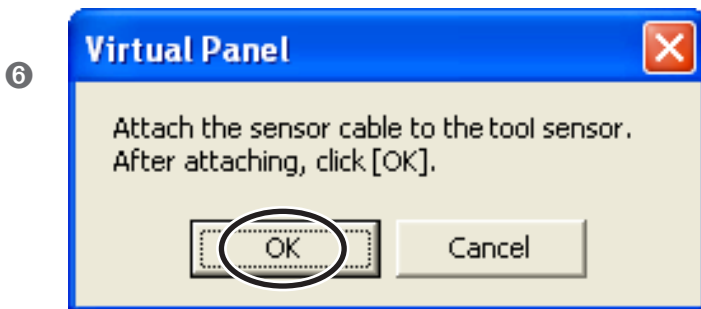 ❻
Virtual Panel
Attach the sensor cable to the tool sensor.
After attaching, click [OK].
OK
Cancel